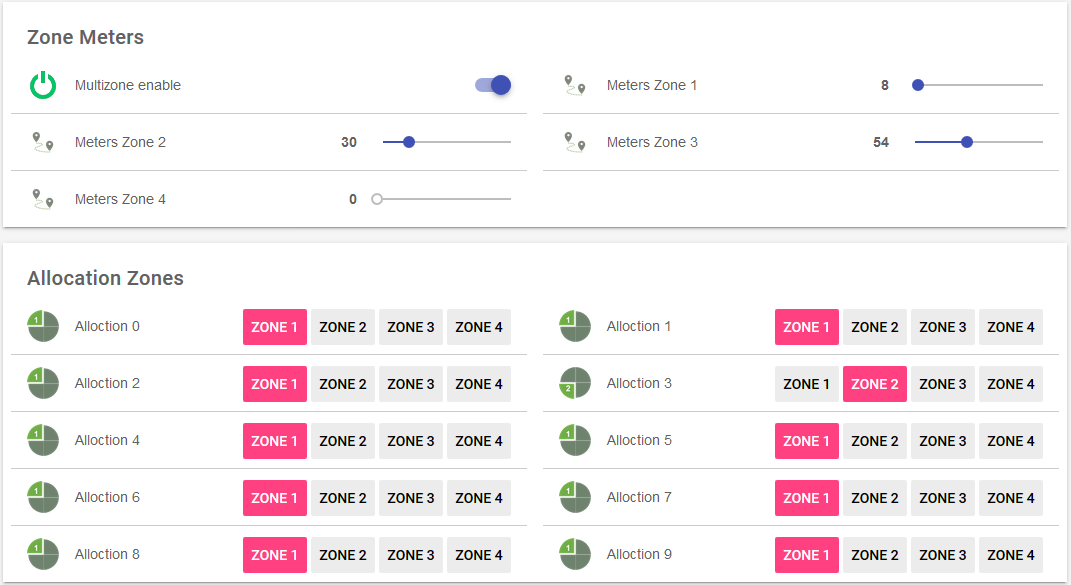 Zone Meters
Multizone enable
Meters Zone 1 8
Meters Zone 2 30
Meters Zone 3 54
Meters Zone 4 0
Allocation Zones
1 Alloction 0 ZONE 1 ZONE 2 ZONE 3 ZONE 4
1 Alloction 1 ZONE 1 ZONE 2 ZONE 3 ZONE 4
1 Alloction 2 ZONE 1 ZONE 2 ZONE 3 ZONE 4
2 Alloction 3 ZONE 1 ZONE 2 ZONE 3 ZONE 4
1 Alloction 4 ZONE 1 ZONE 2 ZONE 3 ZONE 4
1 Alloction 5 ZONE 1 ZONE 2 ZONE 3 ZONE 4
1 Alloction 6 ZONE 1 ZONE 2 ZONE 3 ZONE 4
1 Alloction 7 ZONE 1 ZONE 2 ZONE 3 ZONE 4
1 Alloction 8 ZONE 1 ZONE 2 ZONE 3 ZONE 4
1 Alloction 9 ZONE 1 ZONE 2 ZONE 3 ZONE 4